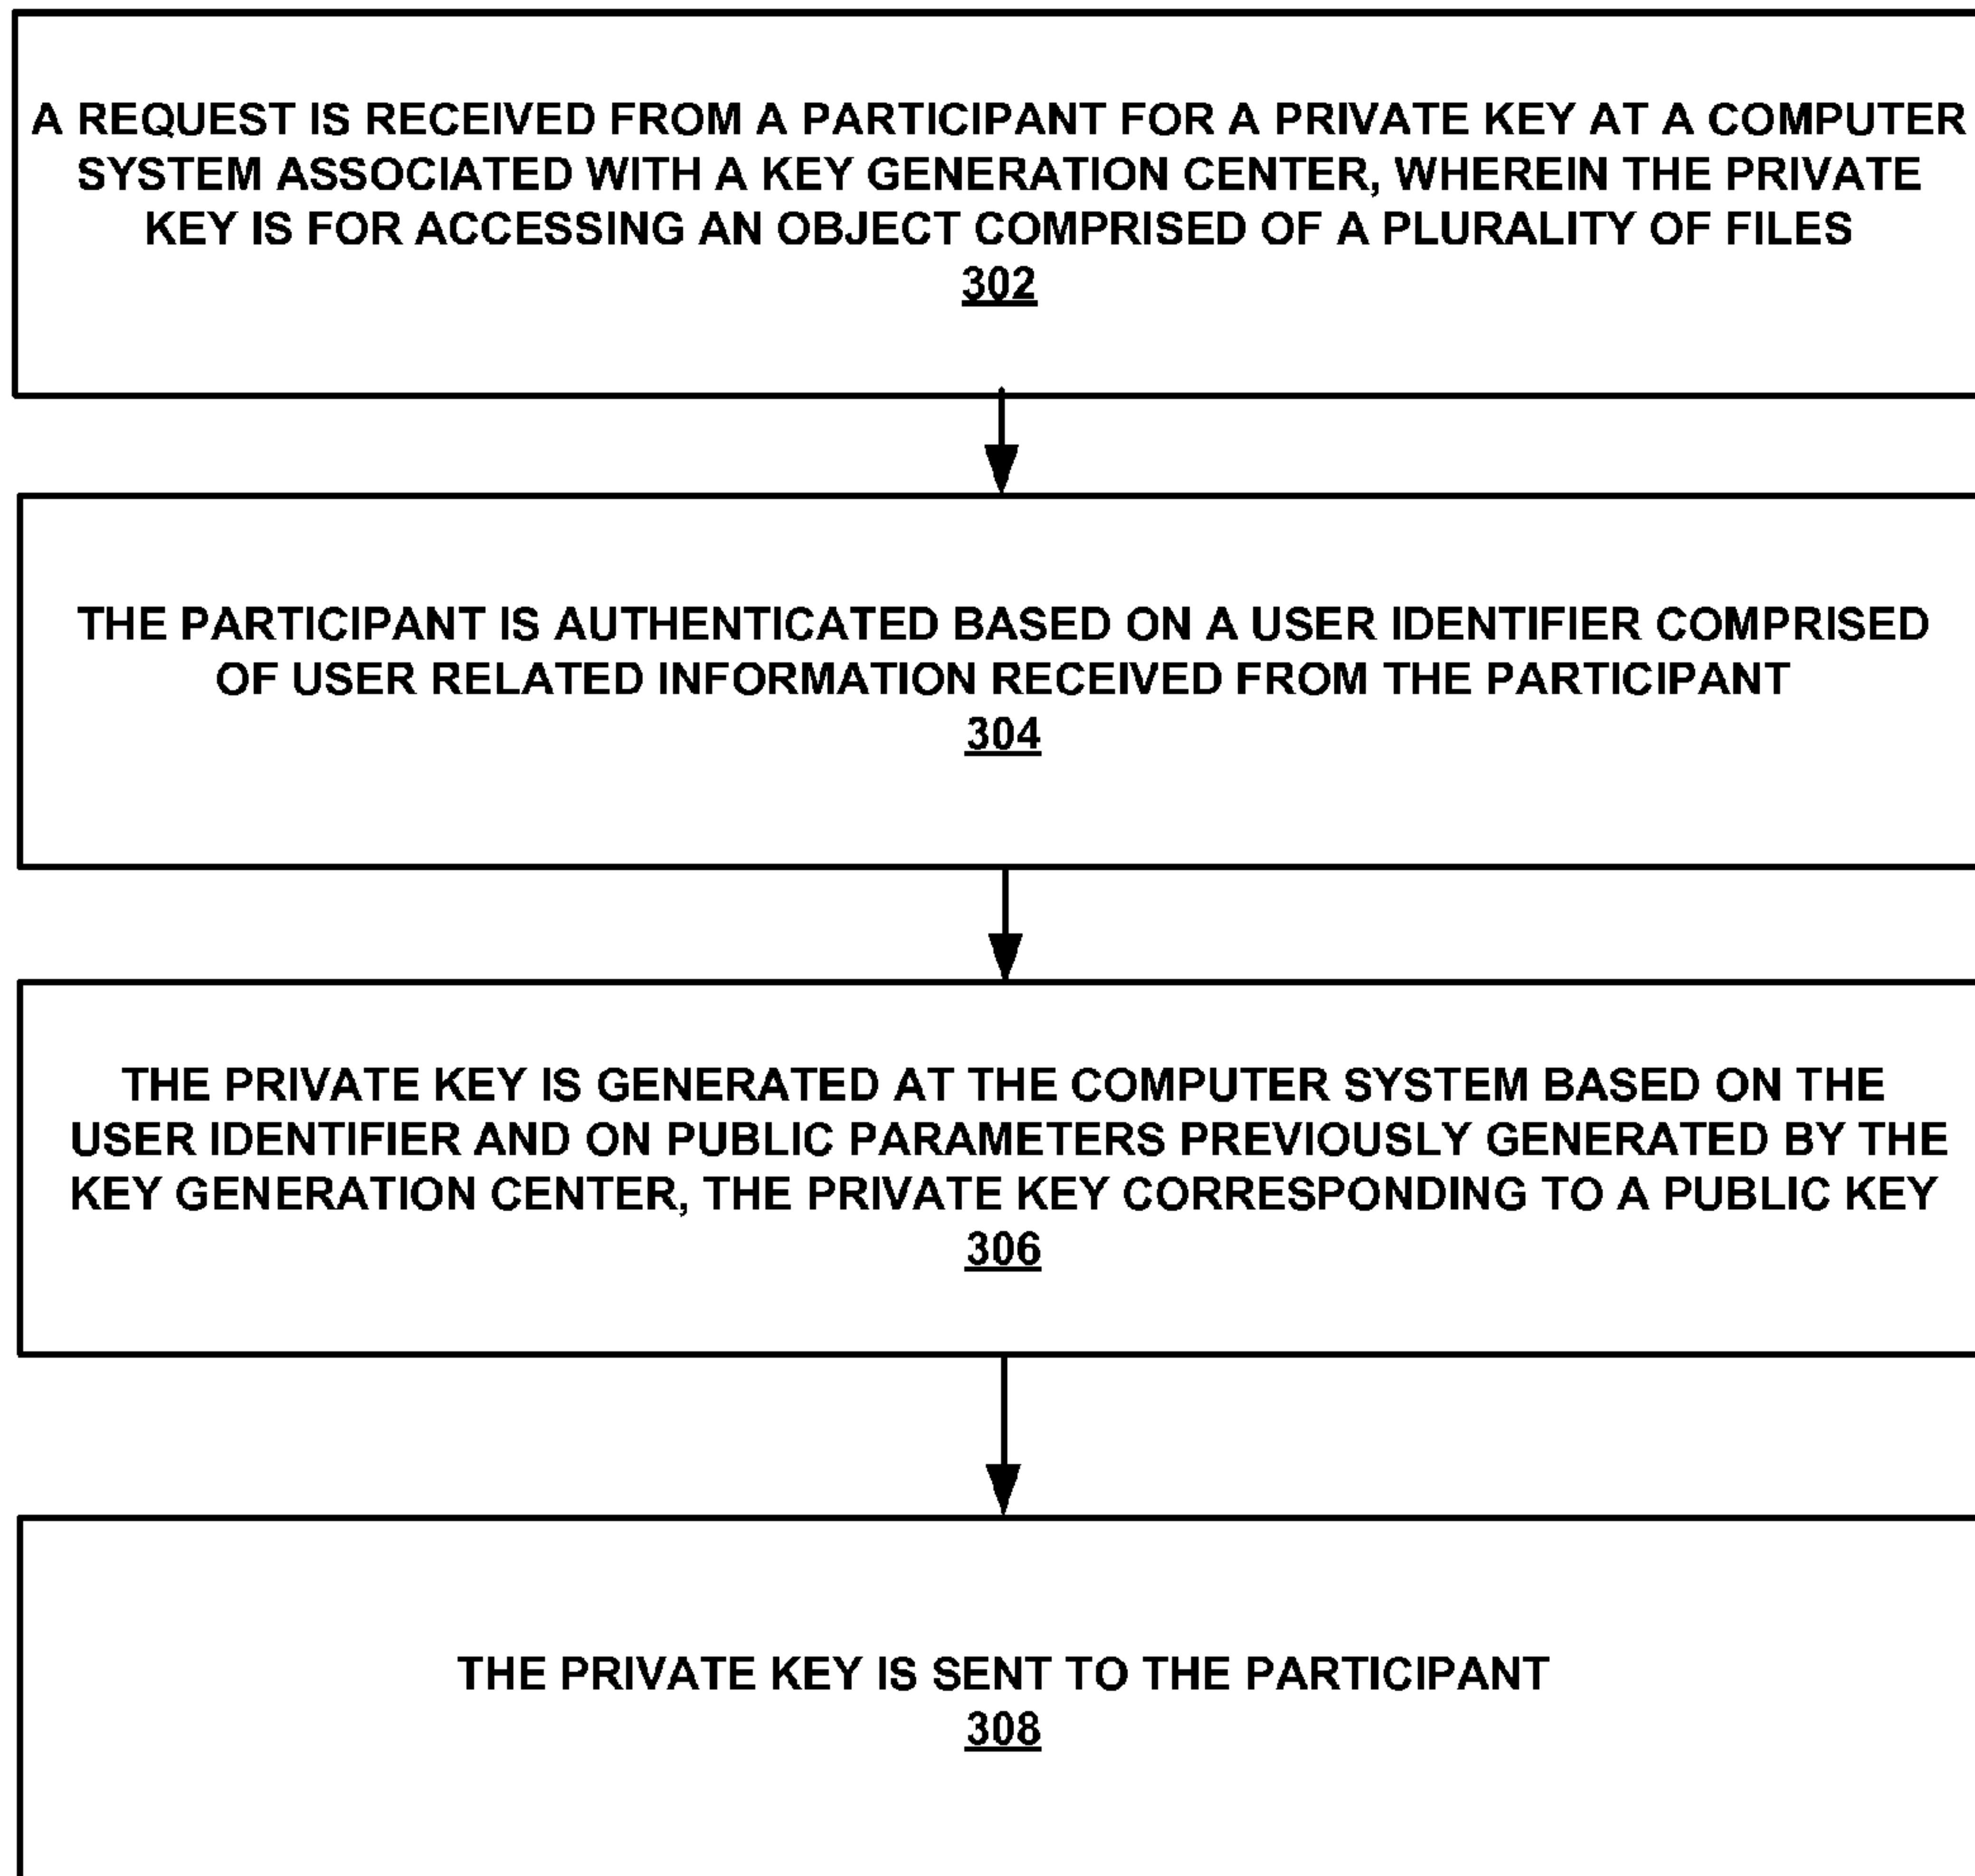 A REQUEST IS RECEIVED FROM A PARTICIPANT FOR A PRIVATE KEY AT A COMPUTER
SYSTEM ASSOCIATED WITH A KEY GENERATION CENTER, WHEREIN THE PRIVATE
KEY IS FOR ACCESSING AN OBJECT COMPRISED OF A PLURALITY OF FILES
302
THE PARTICIPANT IS AUTHENTICATED BASED ON A USER IDENTIFIER COMPRISED
OF USER RELATED INFORMATION RECEIVED FROM THE PARTICIPANT
304
THE PRIVATE KEY IS GENERATED AT THE COMPUTER SYSTEM BASED ON THE
USER IDENTIFIER AND ON PUBLIC PARAMETERS PREVIOUSLY GENERATED BY THE
KEY GENERATION CENTER, THE PRIVATE KEY CORRESPONDING TO A PUBLIC KEY
306
THE PRIVATE KEY IS SENT TO THE PARTICIPANT
308